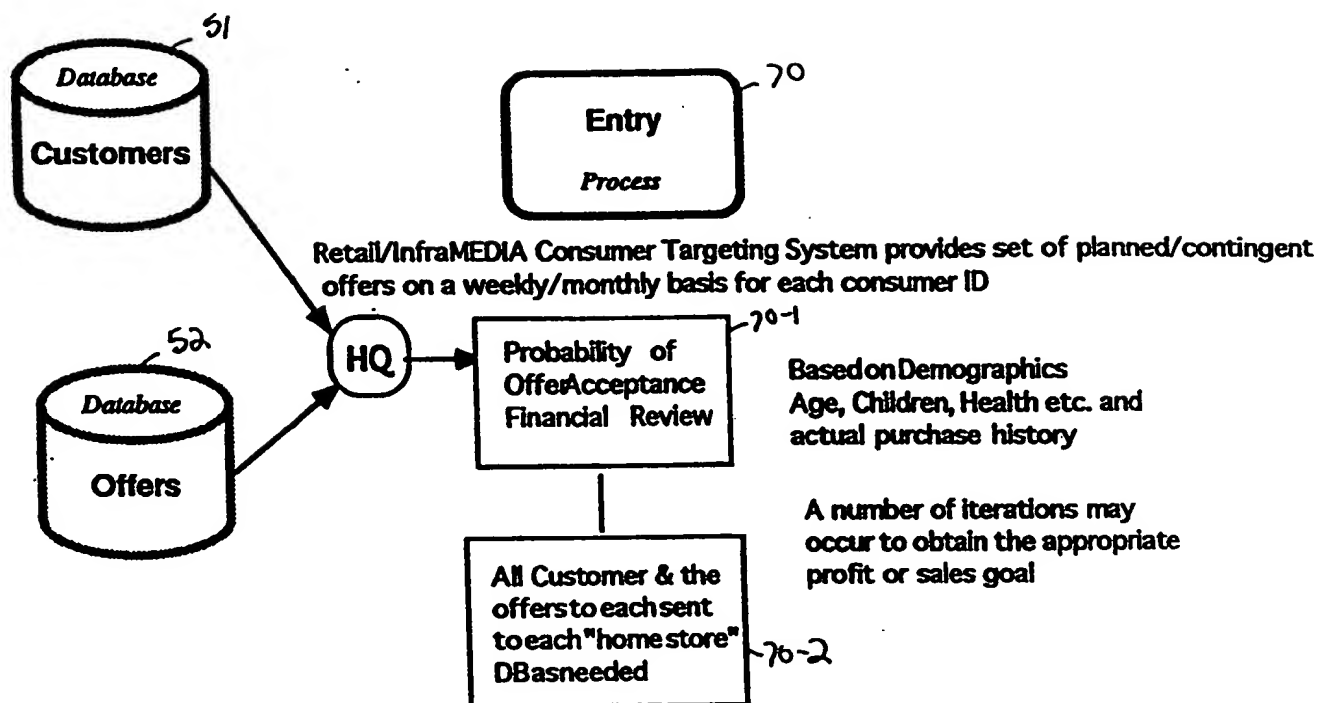 51
Database
Customers
70
Entry
Process
Retail/InfraMEDIA Consumer Targeting System provides set of planned/contingent
offers on a weekly/monthly basis for each consumer ID
52
Database
Offers
HQ
70-1
Probability of
OfferAcceptance
Financial Review
BasedonDemographics
Age, Children, Health etc. and
actual purchase history
A number of iterations may
occur to obtain the appropriate
profit or sales goal
All Customer & the
offerstoeachsent
toeach"homestore"
DBasneeded
70-2